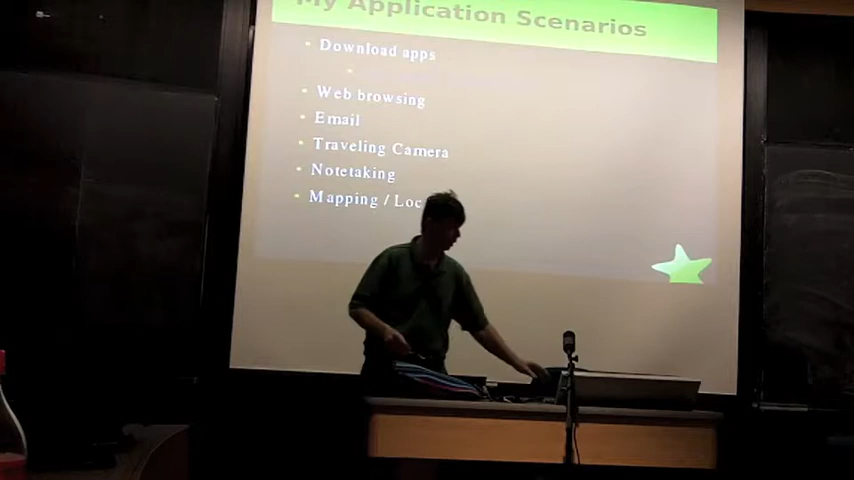 My Application Scenarios
Download apps
Web browsing
Email
Traveling Camera
Notetaking
Mapping / Loc